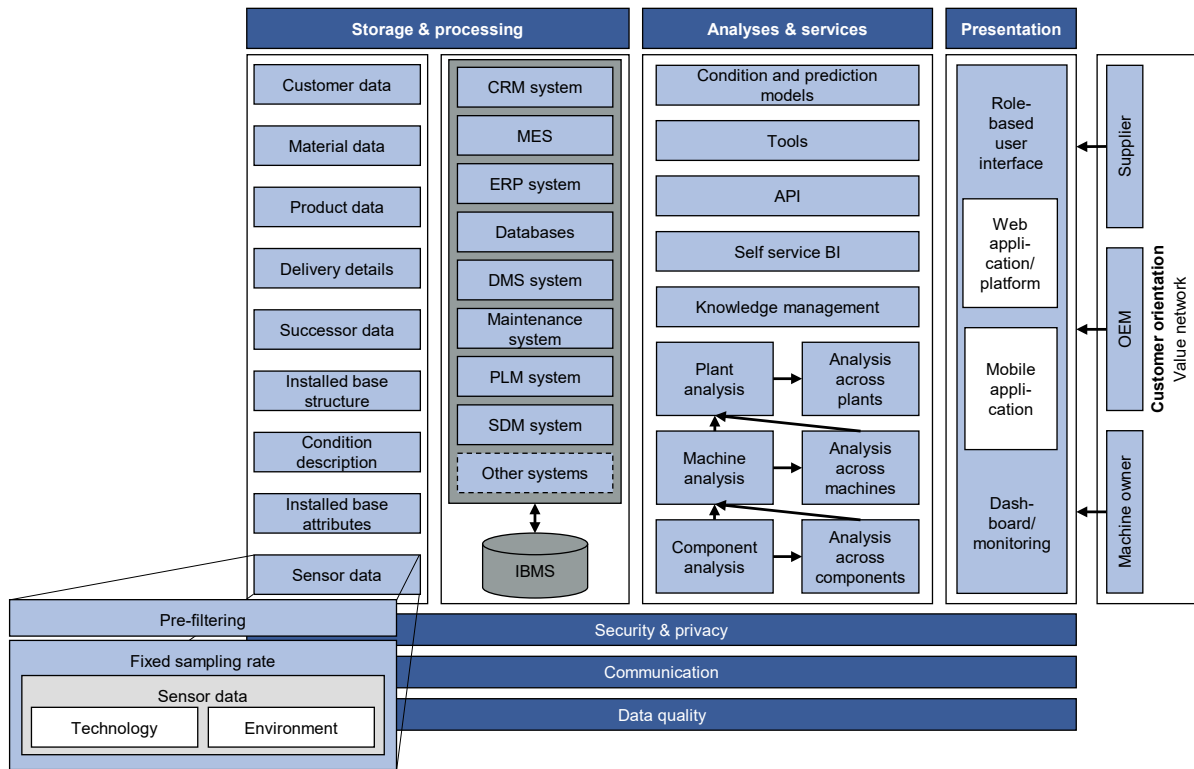 Storage & processing
Analyses & services
Presentation
Customer data
Material data
Product data
Delivery details
Successor data
Installed base
structure
Condition
description
Installed base
attributes
Sensor data
CRM system
MES
ERP system
Databases
DMS system
Maintenance
system
PLM system
SDM system
Other systems
IBMS
Condition and prediction
models
Tools
API
Self service BI
Knowledge management
Plant
analysis
Analysis
across
plants
Machine
analysis
Analysis
across
machines
Component
analysis
Analysis
across
components
Role-
based
user
interface
Web
appli-
cation/
platform
Mobile
appli-
cation
Dash-
board/
monitoring
Supplier
OEM
Machine owner
Customer orientation
Value network
Pre-filtering
Fixed sampling rate
Sensor data
Technology
Environment
Security & privacy
Communication
Data quality